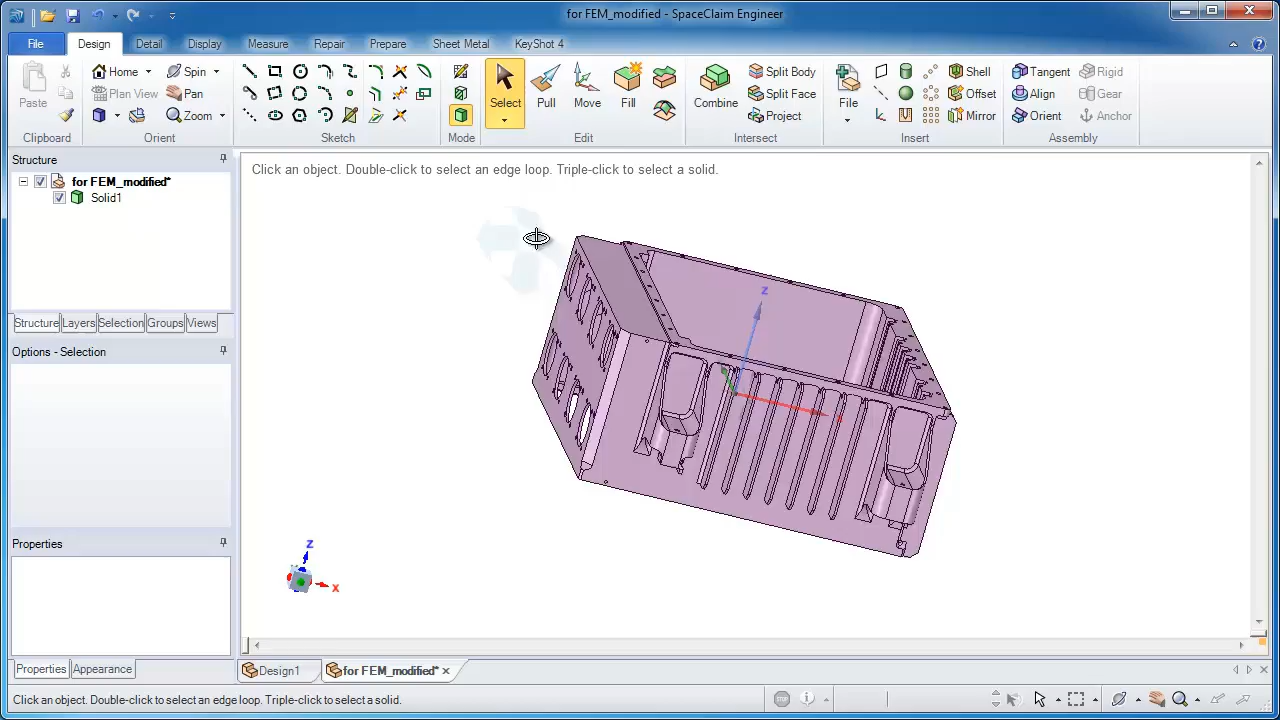 for FEM_modified - SpaceClaim Engineer
File Design Detail Display Measure Repair Prepare Sheet Metal KeyShot 4
Paste
Clipboard
Home
Spin
Plan View
Pan
Zoom
Orient
Sketch
Mode
Select
Pull
Move
Fill
Edit
Combine
Split Body
Split Face
Project
Intersect
File
Shell
Offset
Mirror
Insert
Tangent
Rigid
Align
Gear
Orient
Anchor
Assembly
Structure
for FEM_modified*
Solid1
Structure Layers Selection Groups Views
Options - Selection
Properties
Properties Appearance
Click an object. Double-click to select an edge loop. Triple-click to select a solid.
z
x
Z
X
Design1
for FEM_modified*
Click an object. Double-click to select an edge loop. Triple-click to select a solid.